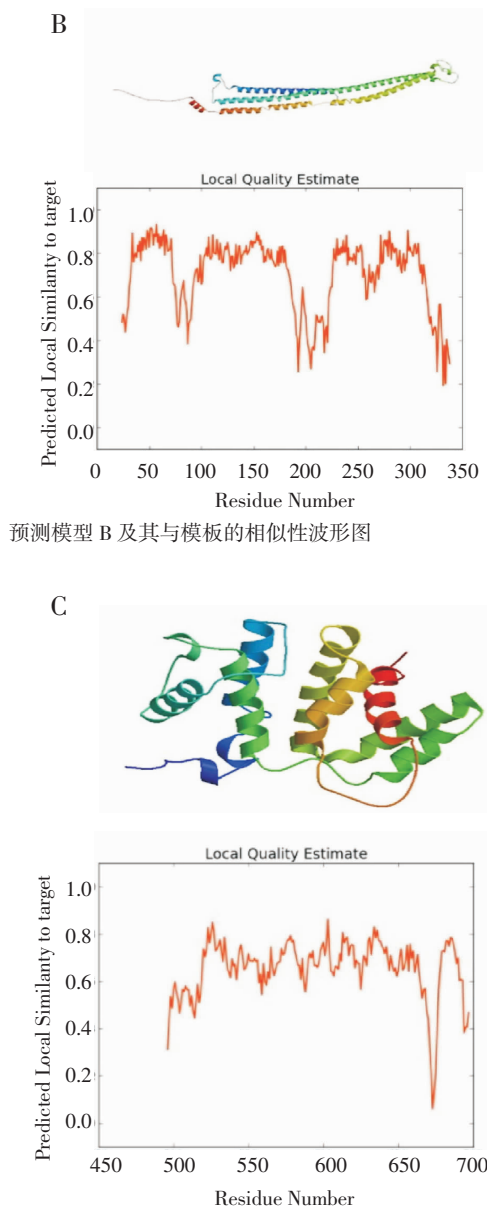 B
Local Quality Estimate
Predicted Local Similanty to target
1.0
0.8
0.6
0.4
0.2
0.0
0 50 100 150 200 250 300 350
Residue Number
预测模型 B 及其与模板的相似性波形图
C
Local Quality Estimate
Predicted Local Similanty to target
1.0
0.8
0.6
0.4
0.2
0.0
450 500 550 600 650 700
Residue Number